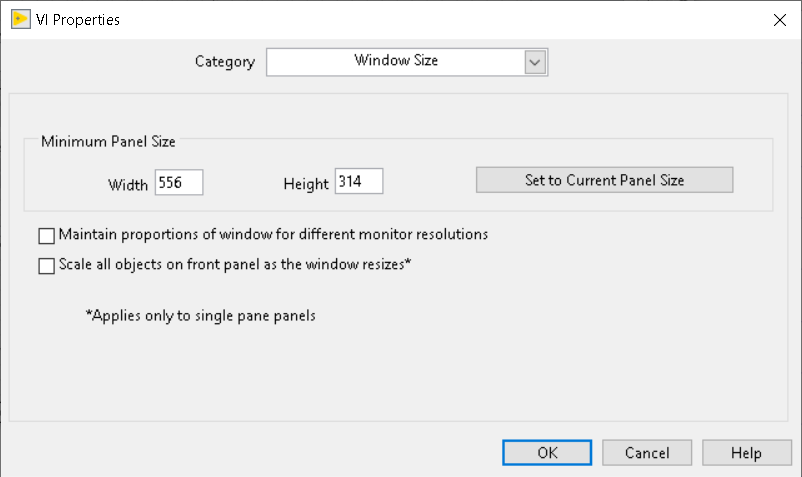 VI Properties
Category Window Size
Minimum Panel Size
Width 556 Height 314 Set to Current Panel Size
Maintain proportions of window for different monitor resolutions
Scale all objects on front panel as the window resizes*
*Applies only to single pane panels
OK Cancel Help